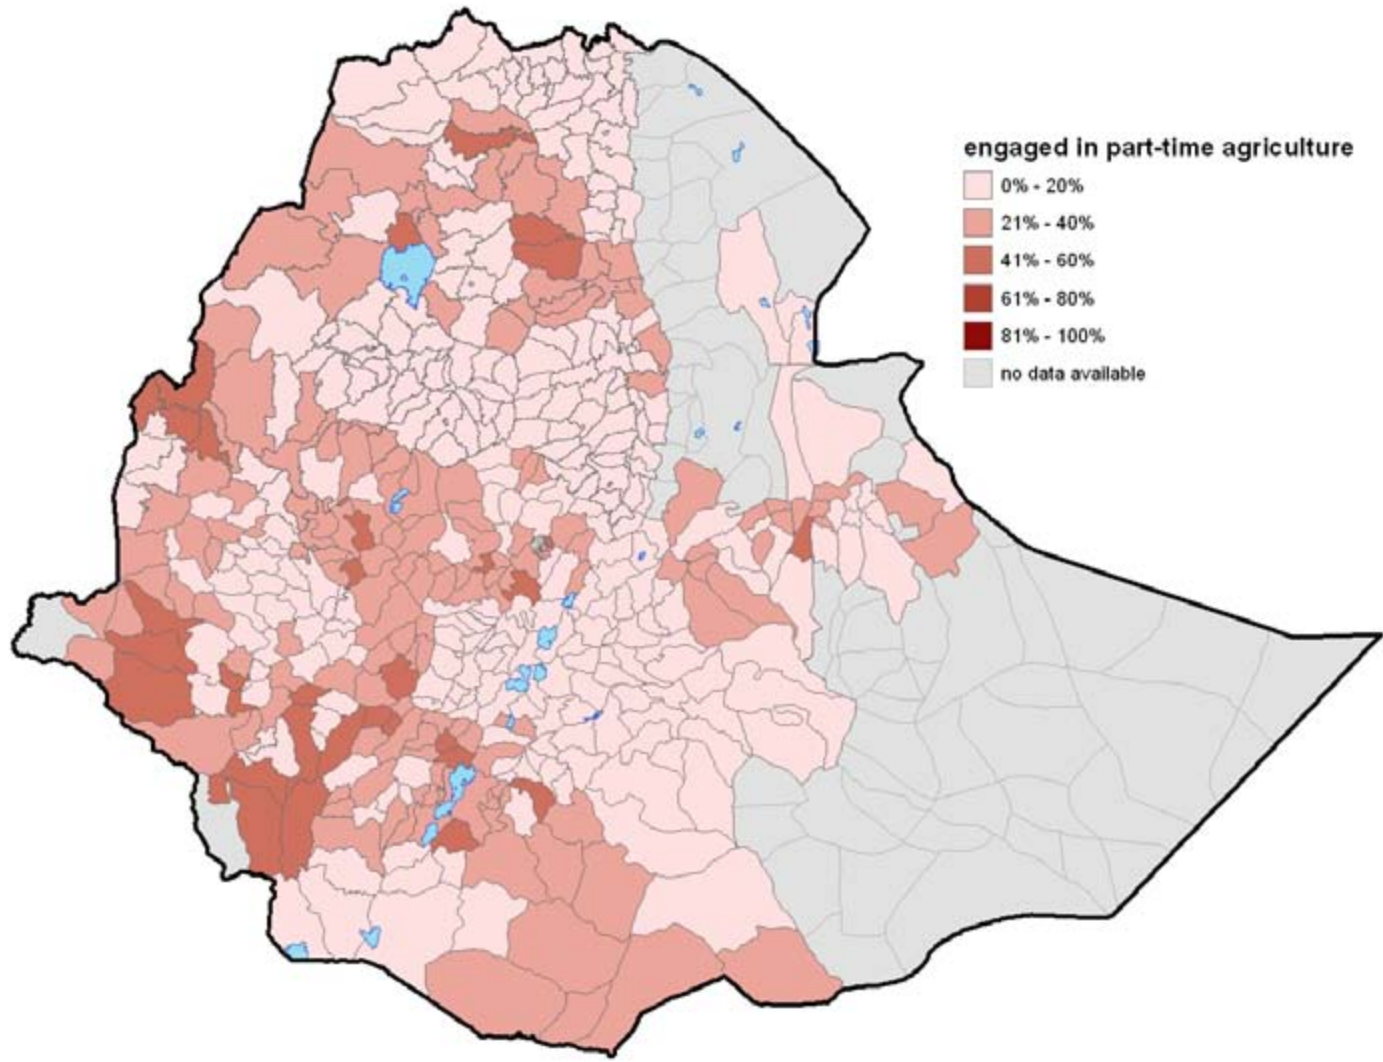 engaged in part-time agriculture
0% - 20%
21% - 40%
41% - 60%
61% - 80%
81% - 100%
no data available